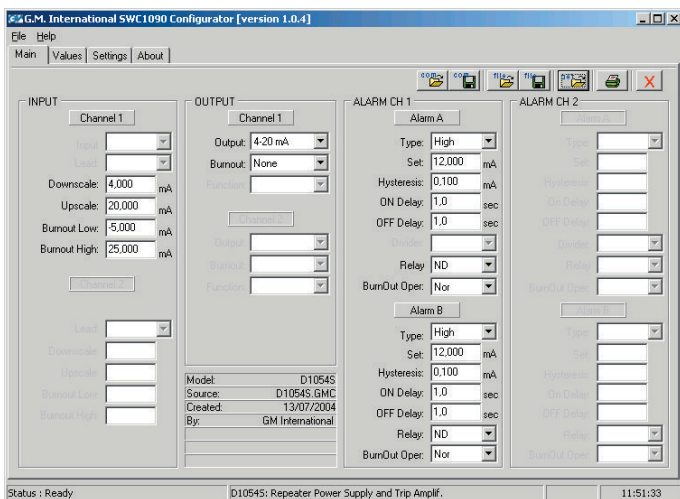 G.M. International SWC1090 Configurator [version 1.0.4]
File Help
Main Values Settings About
com com file file
INPUT
Channel 1
Input
Lead:
Downscale: 4,000 mA
Upscale: 20,000 mA
Burnout Low: -5,000 mA
Burnout High: 25,000 mA
Channel 2
Lead:
Downscale:
Upscale:
Burnout Low:
Burnout High:
OUTPUT
Channel 1
Output: 4-20 mA
Burnout: None
Function:
Channel 2
Output:
Burnout:
Function:
Model: D1054S
Source: D1054S.GMC
Created: 13/07/2004
By: GM International
ALARM CH 1
Alarm A
Type: High
Set: 12,000 mA
Hysteresis: 0,100 mA
ON Delay: 1,0 sec
OFF Delay: 1,0 sec
Divider:
Relay ND
BurnOut Oper: Nor
Alarm B
Type: High
Set: 12,000 mA
Hysteresis: 0,100 mA
ON Delay: 1,0 sec
OFF Delay: 1,0 sec
Relay: ND
BurnOut Oper: Nor
ALARM CH 2
Alarm A
Type:
Set:
Hysteresis:
On Delay:
OFF Delay:
Divider:
Relay
BurnOut Oper:
Alarm B
Type:
Set:
Hysteresis:
ON Delay:
OFF Delay:
Relay:
BurnOut Oper:
Status : Ready
D1054S: Repeater Power Supply and Trip Amplif.
11:51:33